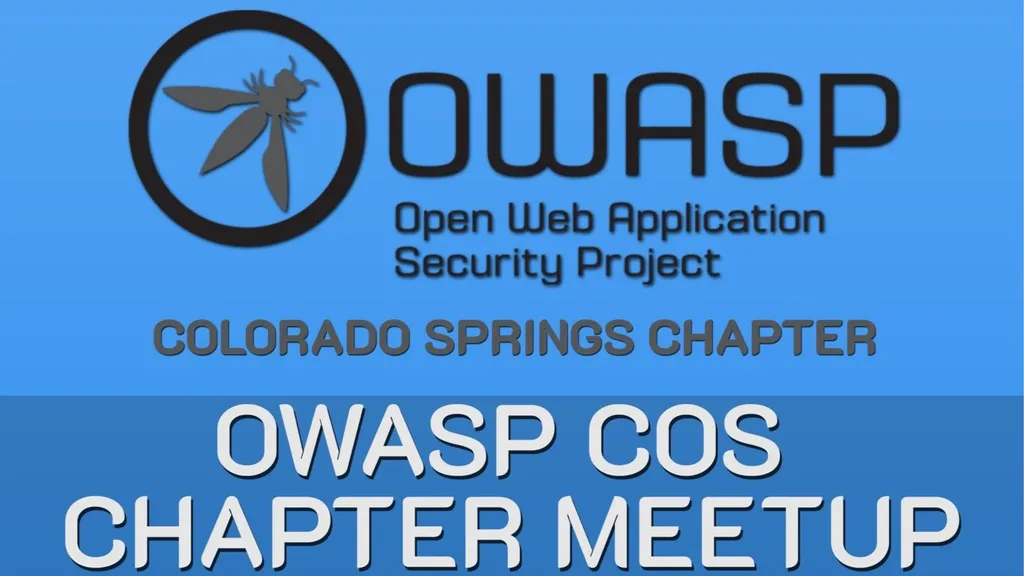 OWASP
Open Web Application
Security Project
COLORADO SPRINGS CHAPTER
OWASP COS
CHAPTER MEETUP